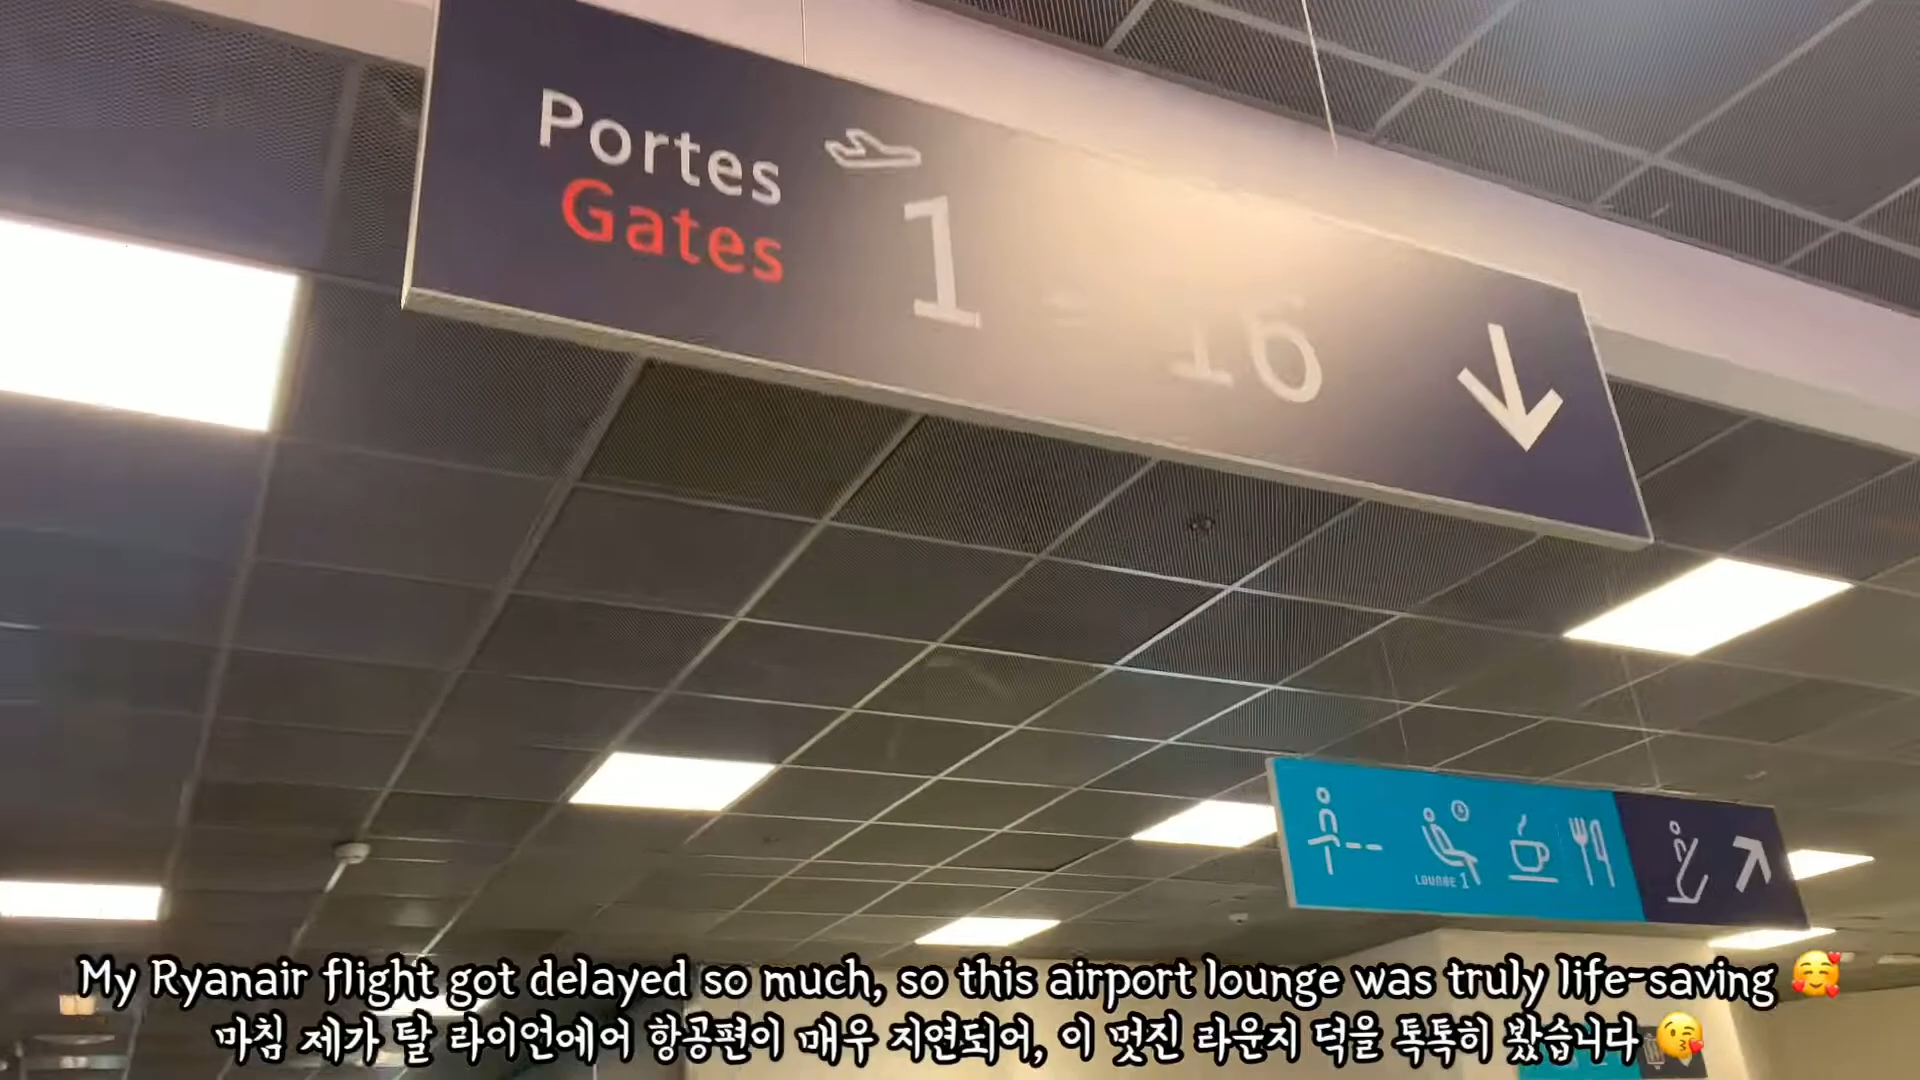 Portes
Gates
1 - 16
LOUNGE 1
My Ryanair flight got delayed so much, so this airport lounge was truly life-saving 🥰
마침 제가 탈 라이언에어 항공편이 매우 지연되어, 이 멋진 라운지 덕을 톡톡히 봤습니다 😘